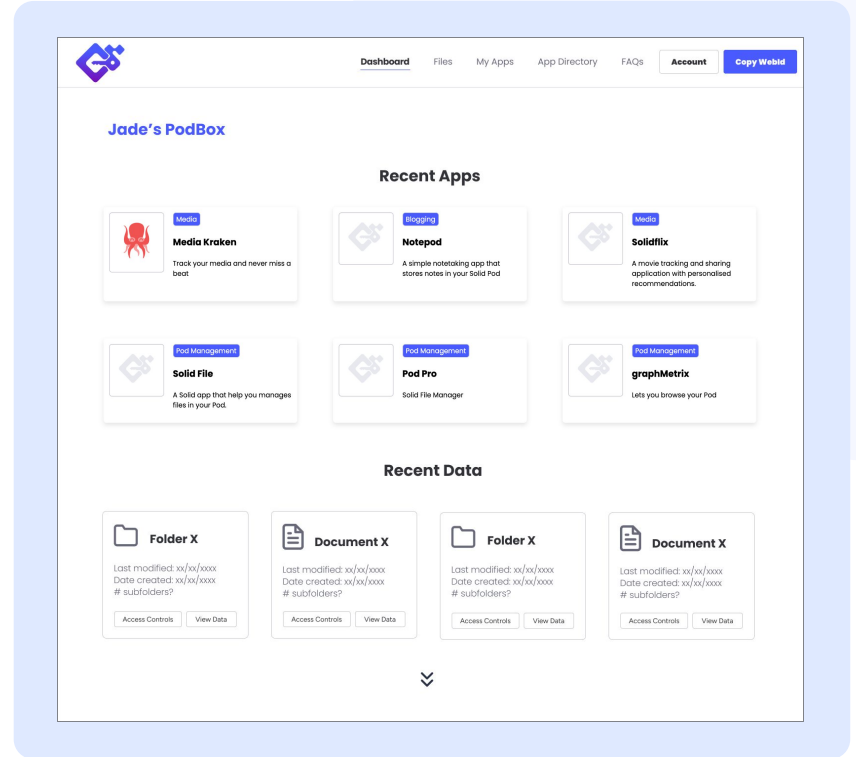 Dashboard Files My Apps App Directory FAQs Account Copy WebId
Jade's PodBox
Recent Apps
Media
Media Kraken
Track your media and never miss a
beat
Blogging
Notepod
A simple notetaking app that
stores notes in your Solid Pod
Media
Solidflix
A movie tracking and sharing
application with personalised
recommendations.
Pod Management
Solid File
A Solid app that help you manages
files in your Pod.
Pod Management
Pod Pro
Solid File Manager
Pod Management
graphMetrix
Lets you browse your Pod
Recent Data
Folder X
Last modified: xx/xx/xxxx
Date created: xx/xx/xxxx
# subfolders?
Access Controls View Data
Document X
Last modified: xx/xx/xxxx
Date created: xx/xx/xxxx
# subfolders?
Access Controls View Data
Folder X
Last modified: xx/xx/xxxx
Date created: xx/xx/xxxx
# subfolders?
Access Controls View Data
Document X
Last modified: xx/xx/xxxx
Date created: xx/xx/xxxx
# subfolders?
Access Controls View Data